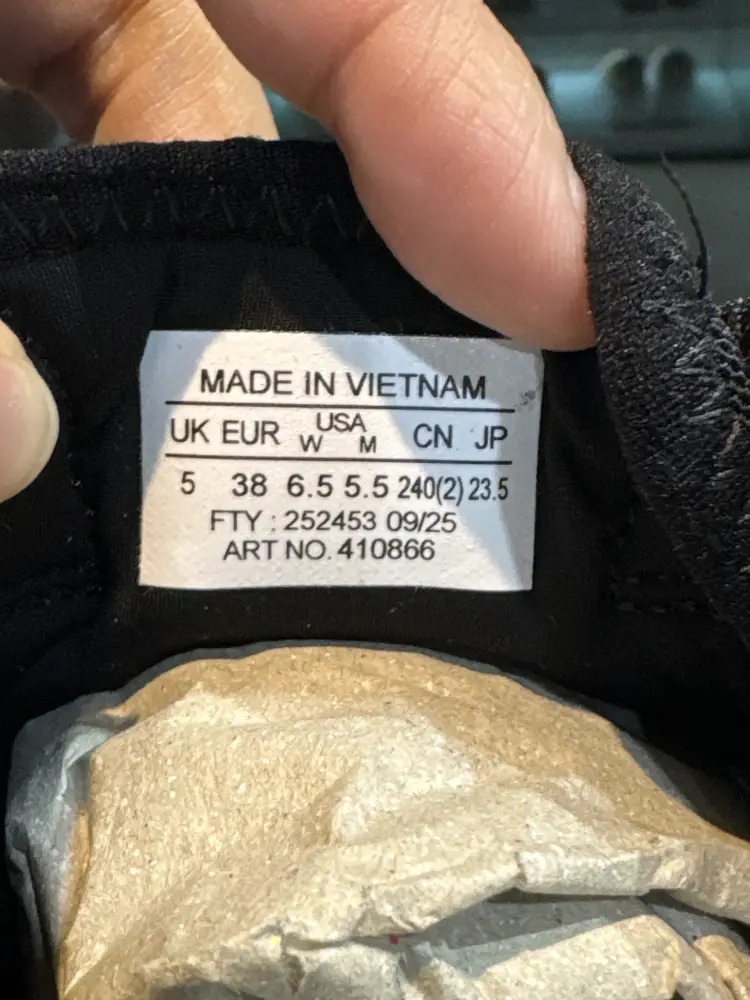 MADE IN VIETNAM
UK EUR USA W M CN JP
5 38 6.5 5.5 240(2) 23.5
FTY : 252453 09/25
ART NO. 410866